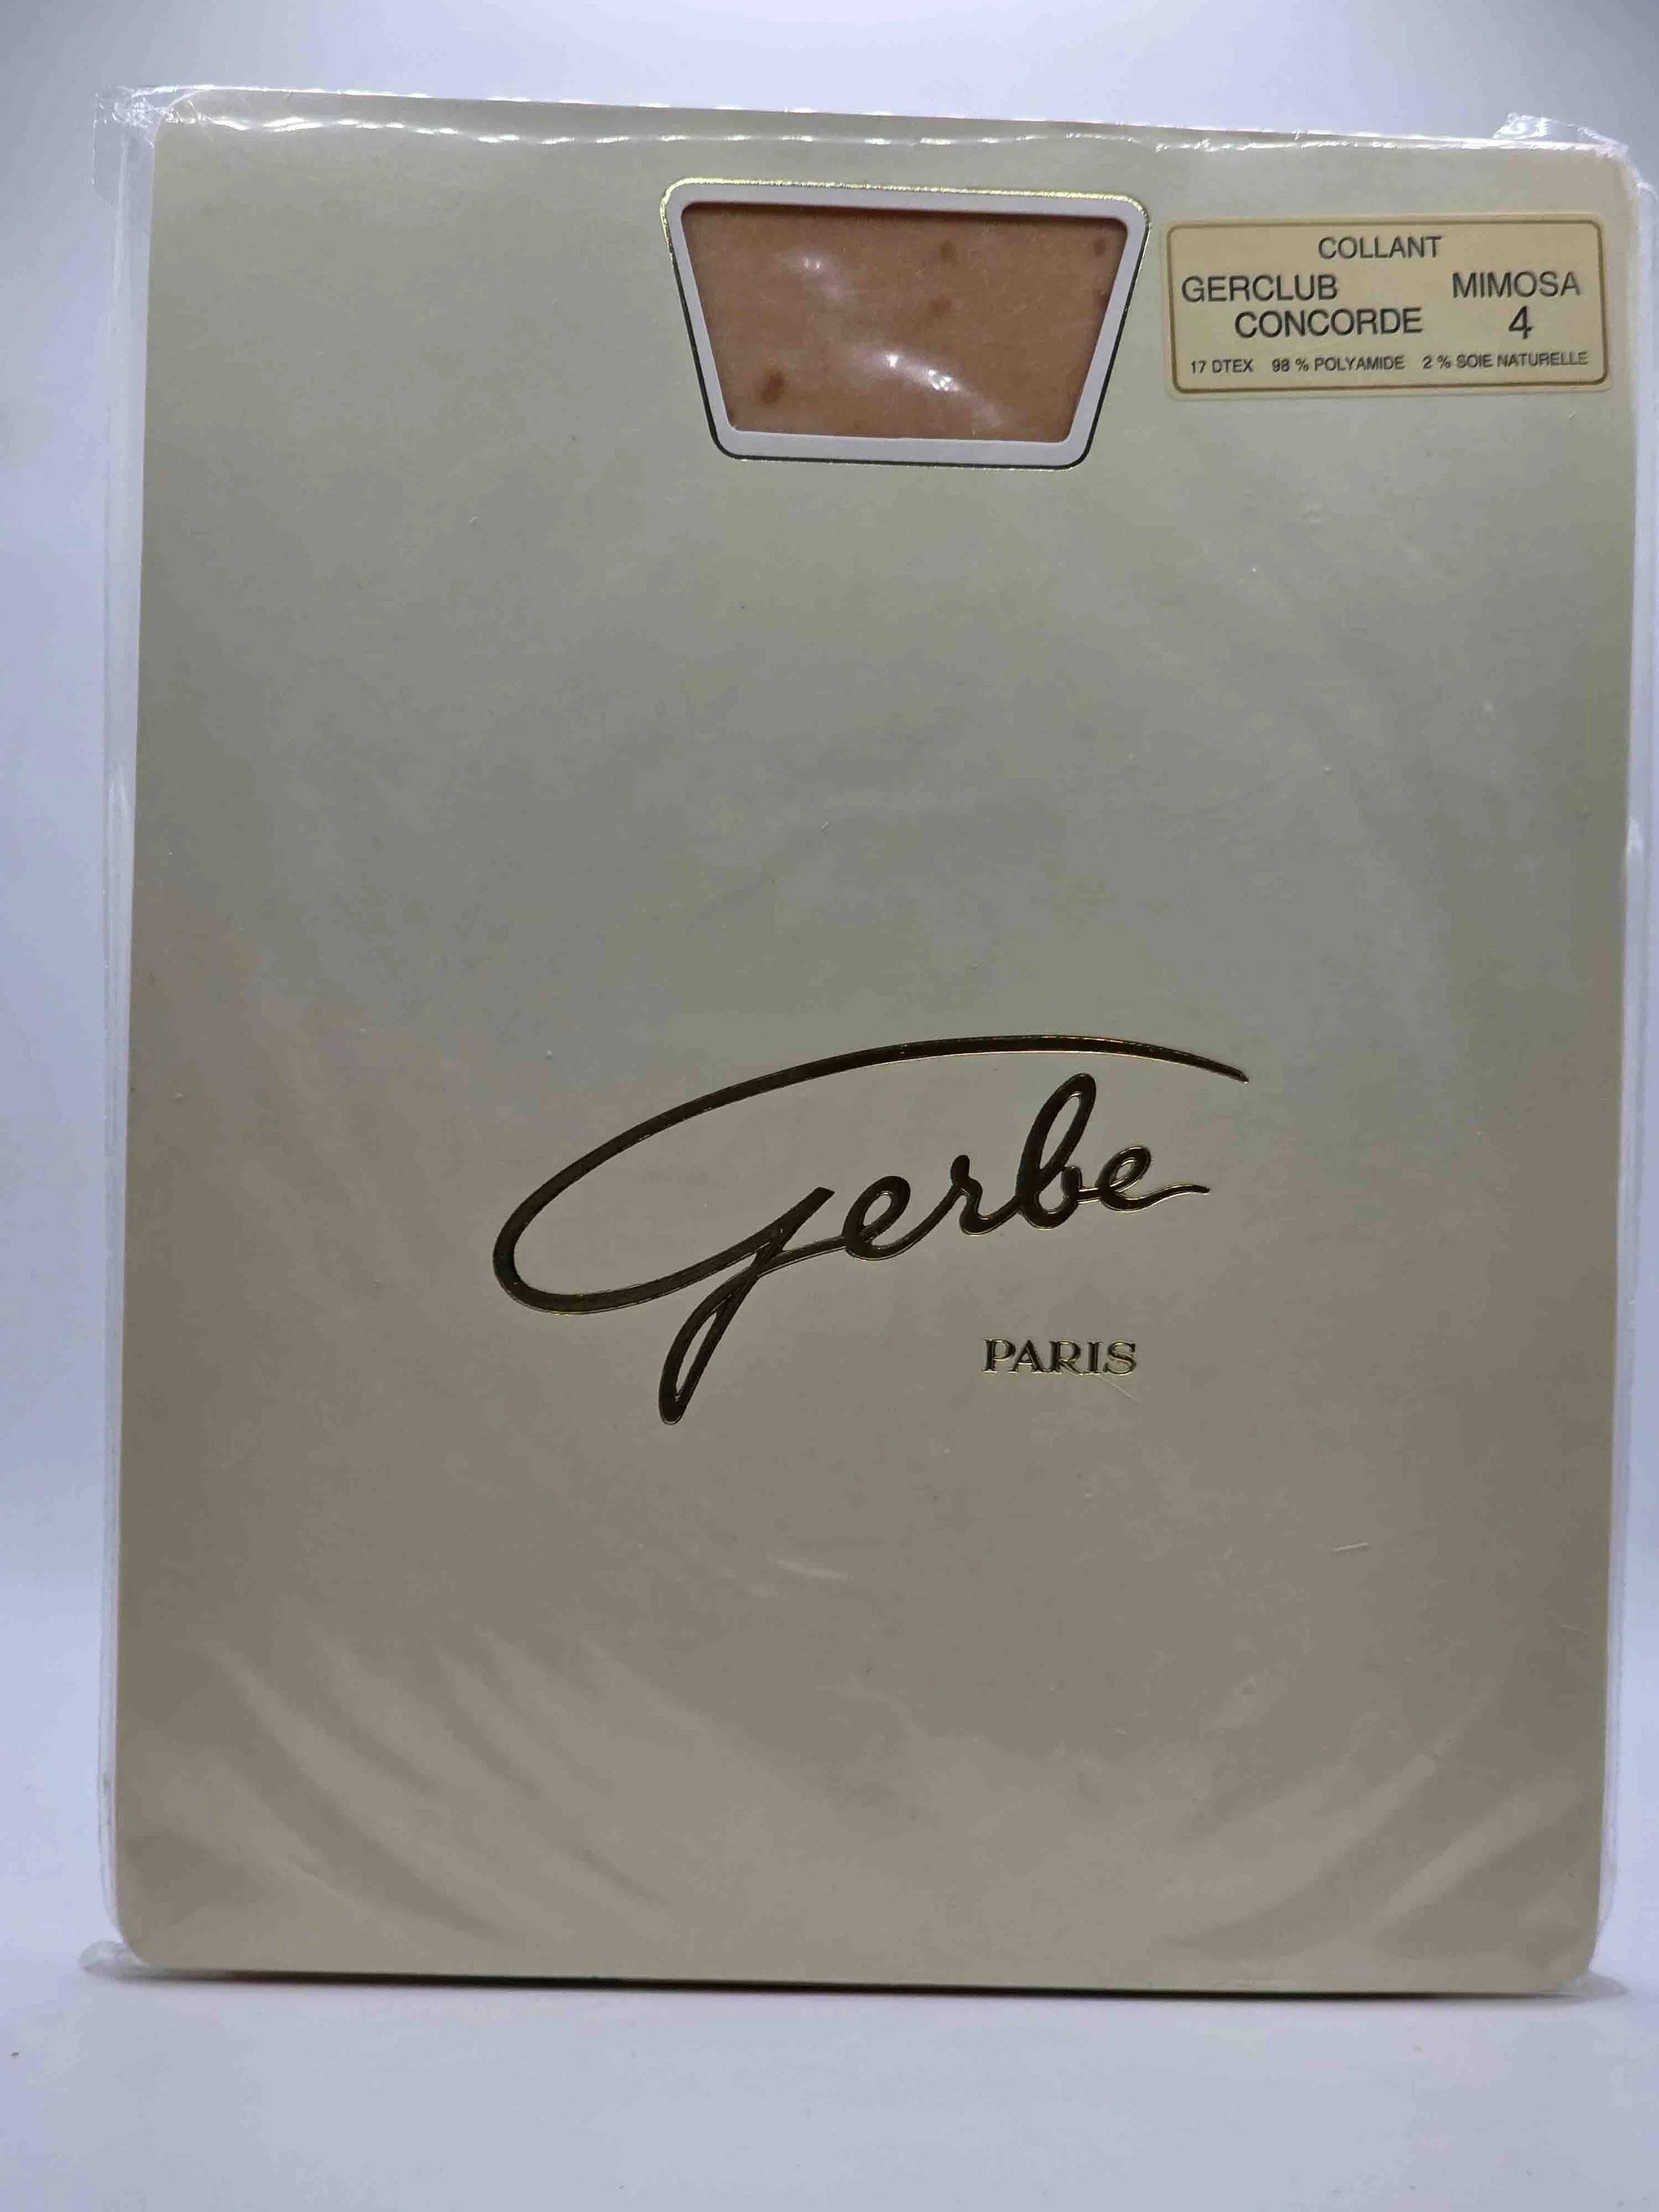 COLLANT
GERCLUB MIMOSA
CONCORDE 4
17 DTEX 98 % POLYAMIDE 2 % SOIE NATURELLE
Gerbe
PARIS